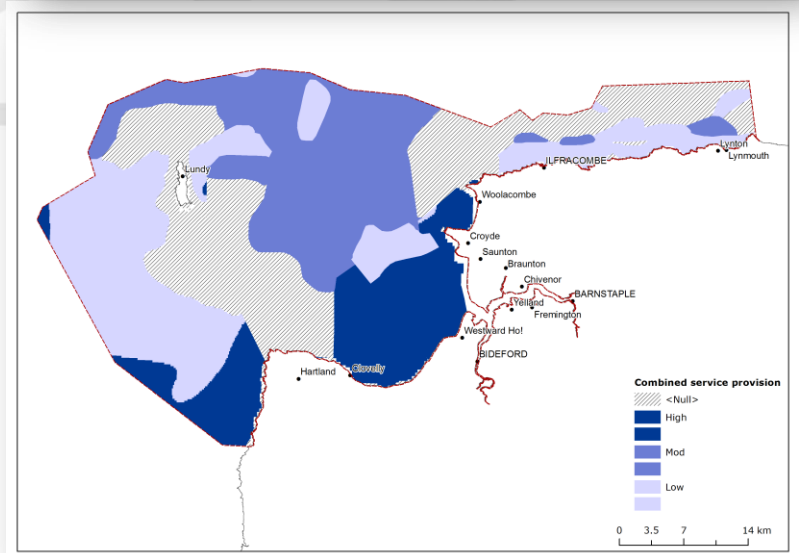 Lynton
Lynmouth
ILFRACOMBE
Lundy
Woolacombe
Croyde
Saunton
Braunton
Chivenor
BARNSTAPLE
Yelland
Fremington
Westward Ho!
BIDEFORD
Hartland
Clovelly
Combined service provision
<Null>
High
Mod
Low
0 3.5 7 14 km